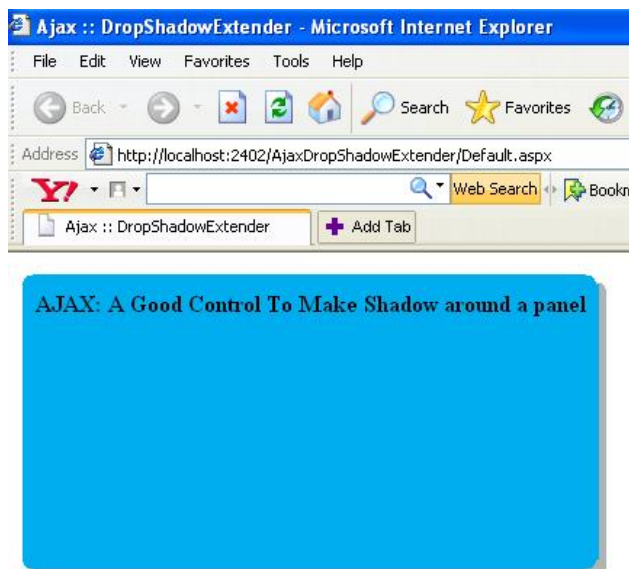 Ajax :: DropShadowExtender - Microsoft Internet Explorer
File Edit View Favorites Tools Help
Back Search Favorites
Address http://localhost:2402/AjaxDropShadowExtender/Default.aspx
Y! Web Search Bookn
Ajax :: DropShadowExtender Add Tab
AJAX: A Good Control To Make Shadow around a panel